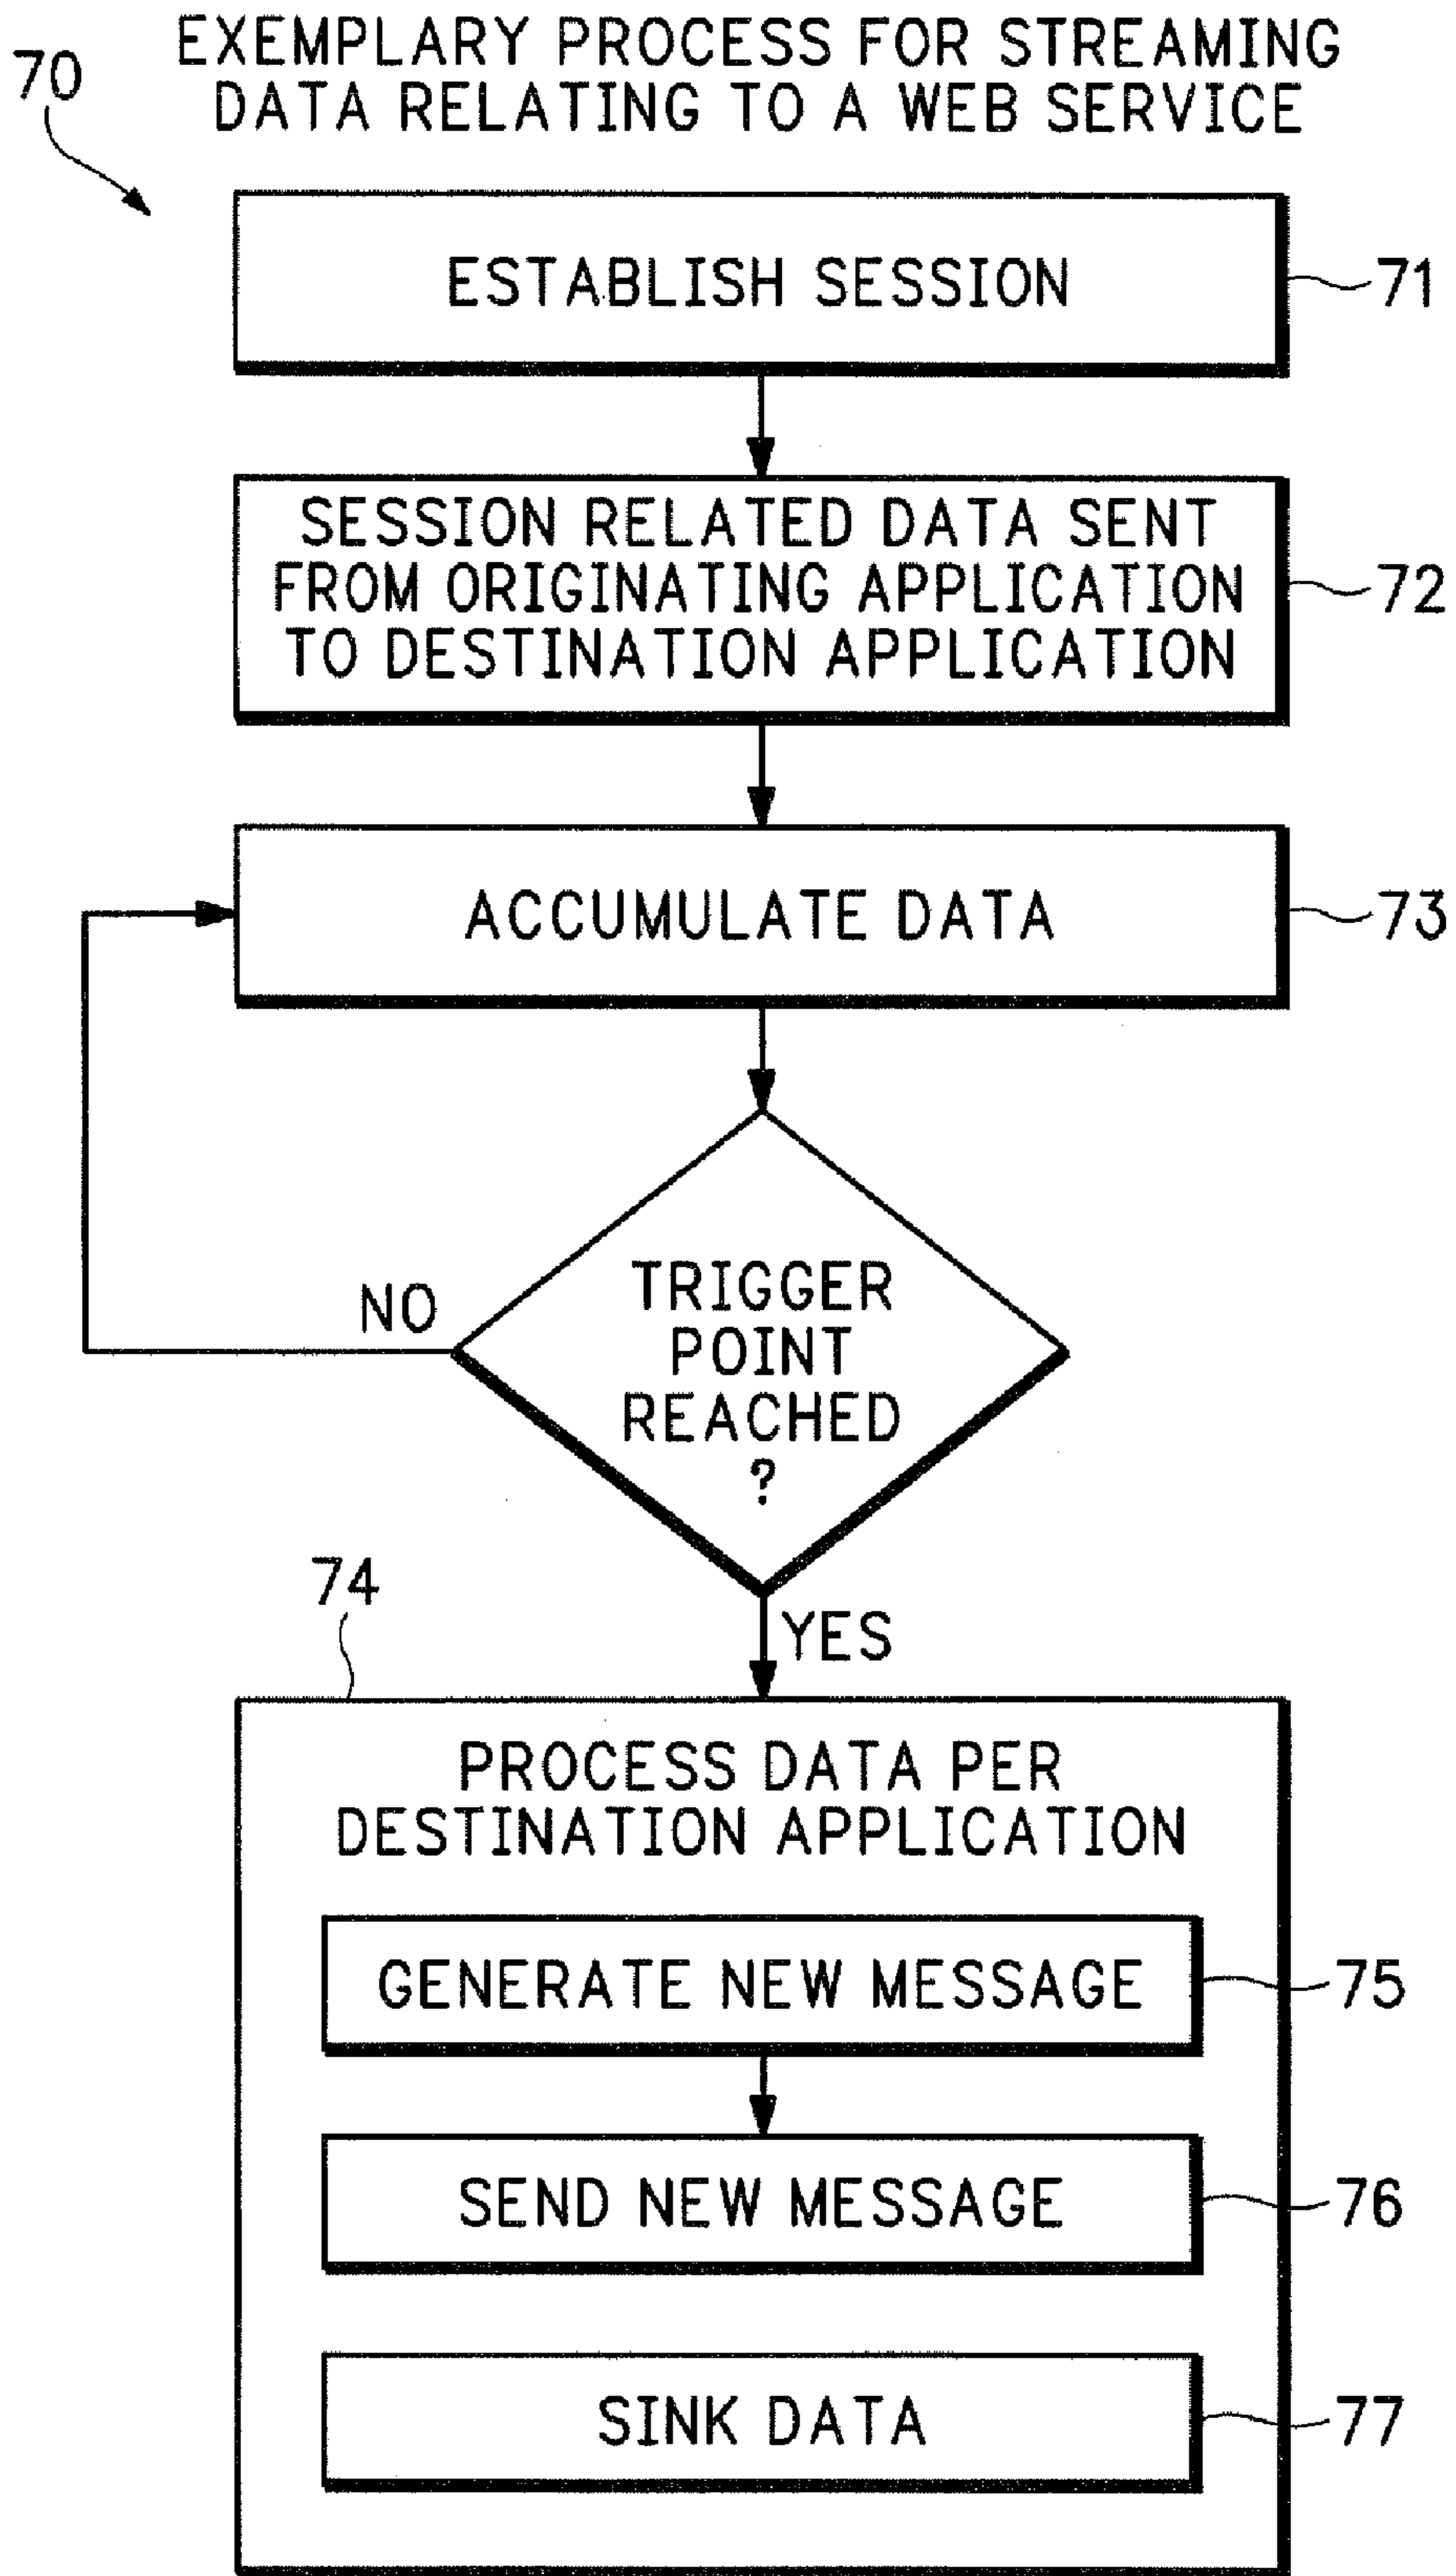 EXEMPLARY PROCESS FOR STREAMING
DATA RELATING TO A WEB SERVICE
70
ESTABLISH SESSION
71
SESSION RELATED DATA SENT
FROM ORIGINATING APPLICATION
TO DESTINATION APPLICATION
72
ACCUMULATE DATA
73
TRIGGER
POINT
REACHED
?
NO
YES
74
PROCESS DATA PER
DESTINATION APPLICATION
GENERATE NEW MESSAGE
75
SEND NEW MESSAGE
76
SINK DATA
77